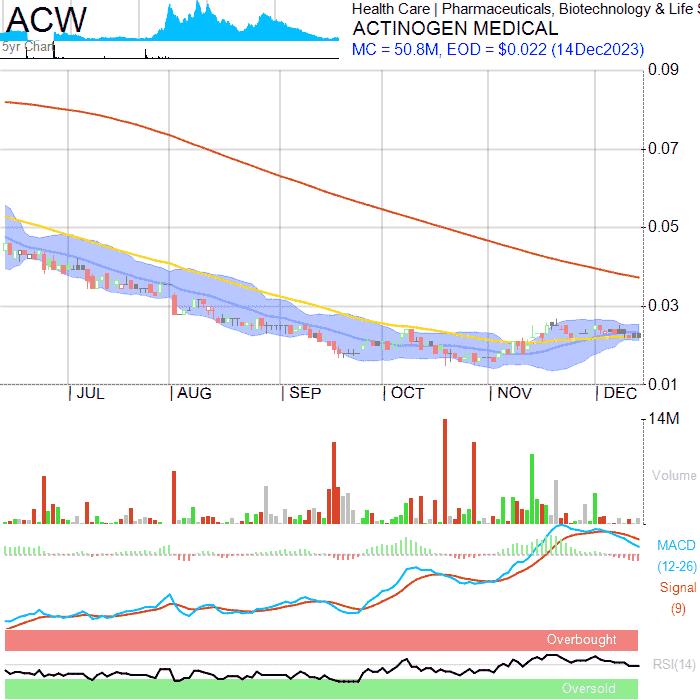 ACW
5yr Chart
Health Care | Pharmaceuticals, Biotechnology & Life S
ACTINOGEN MEDICAL
MC = 50.8M, EOD = $0.022 (14Dec2023)
0.09
0.07
0.05
0.03
0.01
JUL AUG SEP OCT NOV DEC
14M
Volume
MACD
(12-26)
Signal
(9)
Overbought
RSI(14)
Oversold